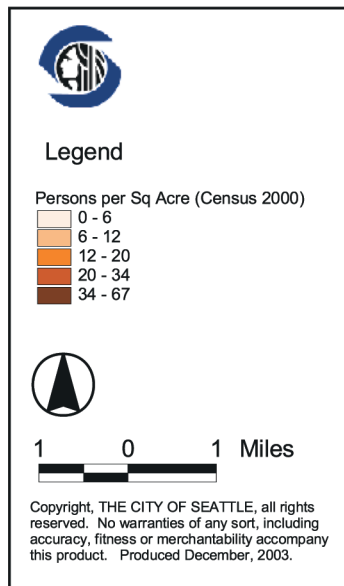 Legend
Persons per Sq Acre (Census 2000)
0 - 6
6 - 12
12 - 20
20 - 34
34 - 67
1 0 1 Miles
Copyright, THE CITY OF SEATTLE, all rights
reserved. No warranties of any sort, including
accuracy, fitness or merchantability accompany
this product. Produced December, 2003.